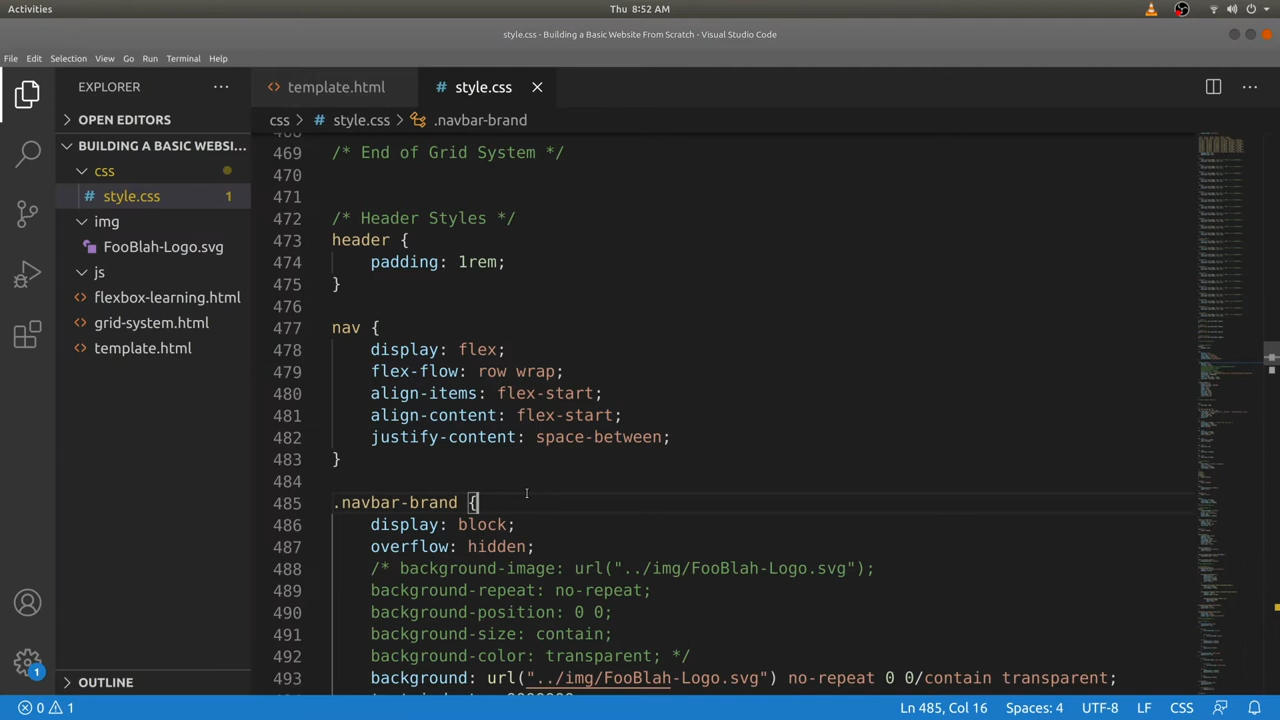 Activities
Thu 8:52 AM
style.css - Building a Basic Website From Scratch - Visual Studio Code
File Edit Selection View Go Run Terminal Help
EXPLORER
template.html
# style.css
css > # style.css > .navbar-brand
OPEN EDITORS
BUILDING A BASIC WEBSI...
css
# style.css 1
img
FooBlah-Logo.svg
js
flexbox-learning.html
grid-system.html
template.html
OUTLINE
469 /* End of Grid System */
470
471
472 /* Header Styles */
473 header {
474 padding: 1rem;
475 }
476
477 nav {
478 display: flex;
479 flex-flow: row wrap;
480 align-items: flex-start;
481 align-content: flex-start;
482 justify-content: space-between;
483
484
485 .navbar-brand {
486 display: block
487 overflow: hidden;
488 /* background-image: url("../img/FooBlah-Logo.svg");
489 background-repeat: no-repeat;
490 background-position: 0 0;
491 background-size: contain;
492 transparent; */
493 background: "../img/FooBlah-Logo.svg" 0 0/contain transparent;
0 1
Ln 485, Col 16 Spaces: 4 UTF-8 LF CSS
1